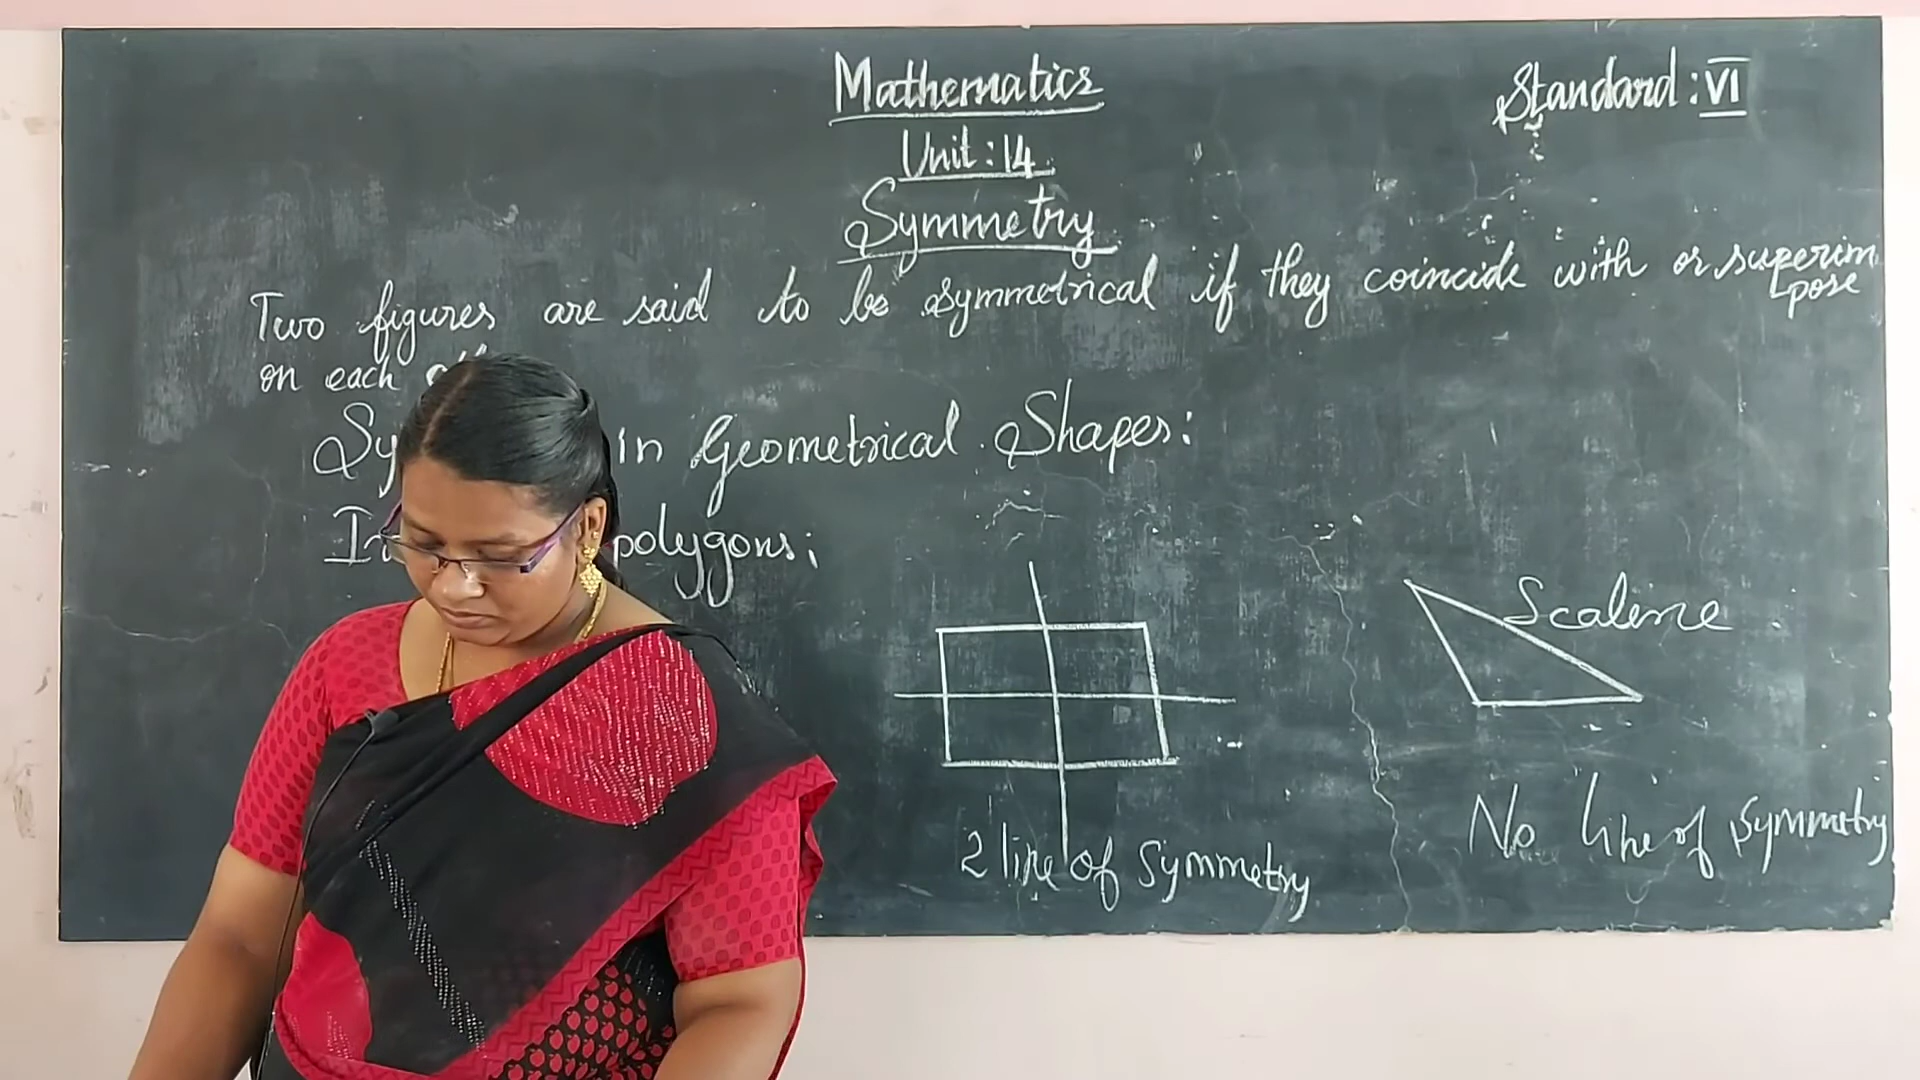 Mathematics
Standard : VI
Unit : 14
Symmetry
Two figures are said to be symmetrical if they coincide with or superim
pose
on each
in Geometrical Shapes:
polygons;
Scalene
2 line of Symmetry
No line of Symmetry